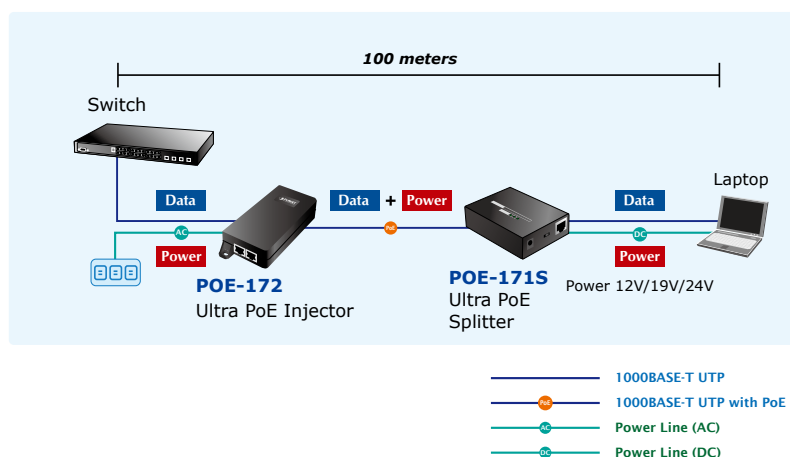 100 meters
Switch
Laptop
Data
Data + Power
Data
AC
PoE
DC
Power
Power
POE-172
Ultra PoE Injector
POE-171S
Ultra PoE
Splitter
Power 12V/19V/24V
1000BASE-T UTP
PoE
1000BASE-T UTP with PoE
AC
Power Line (AC)
DC
Power Line (DC)